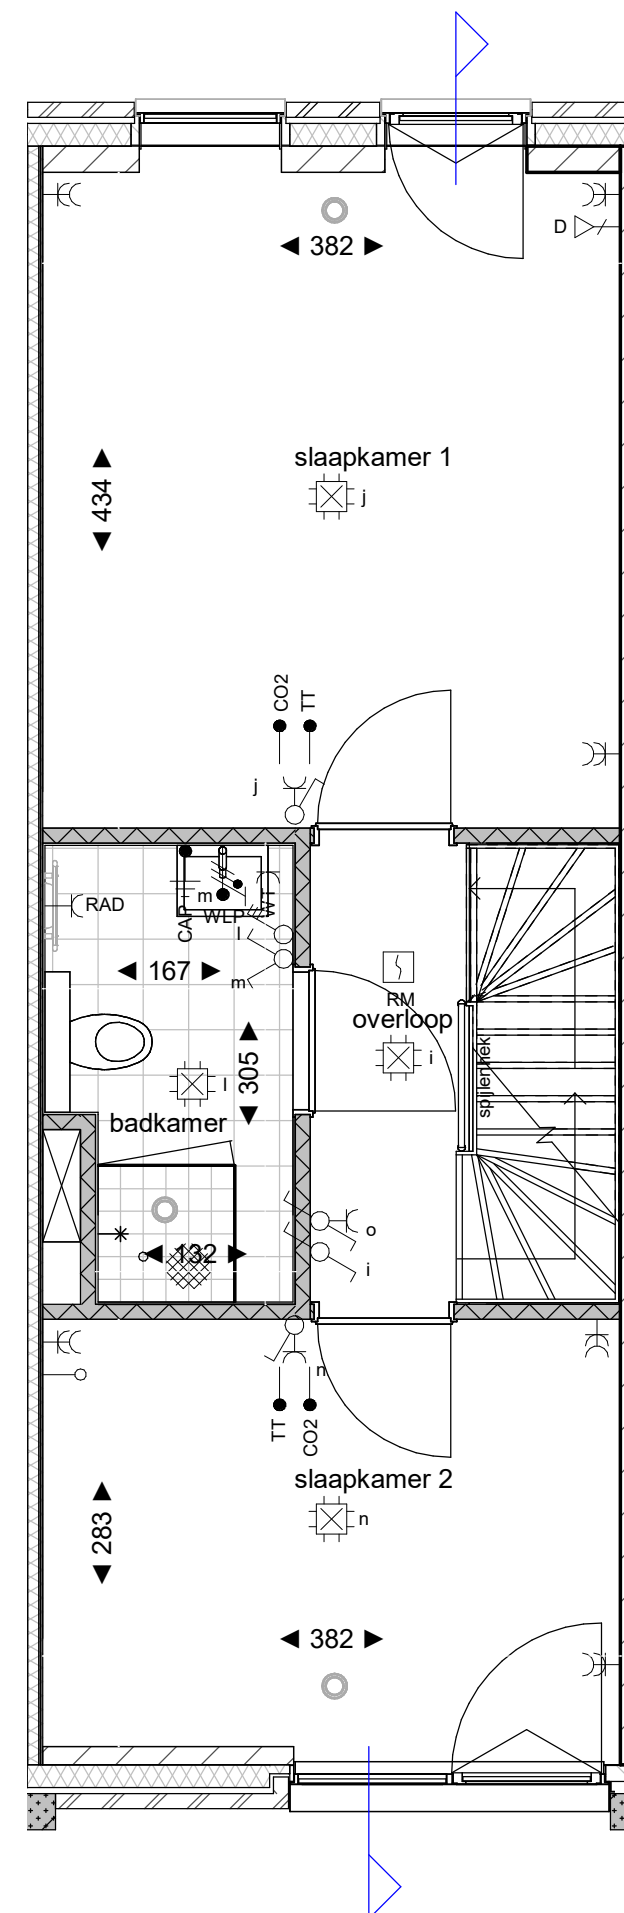 D
382
slaapkamer 1
434
j
CO2
TT
j
RAD
CAP
m
WLP
WT
l
m
167
RM
overloop
i
305
l
spijlenhek
badkamer
o
132
i
n
TT
CO2
slaapkamer 2
n
283
382